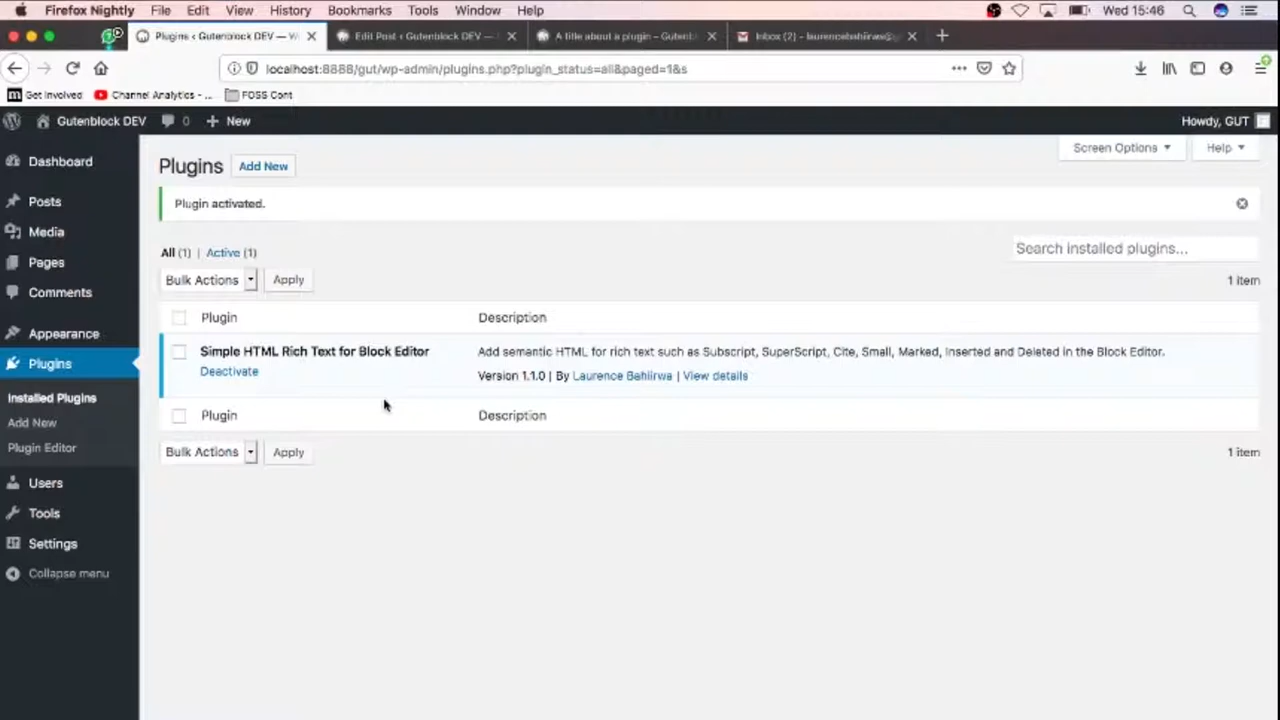 Firefox Nightly File Edit View History Bookmarks Tools Window Help Wed 15:46
Plugins ‹ Gutenblock DEV — W Edit Post ‹ Gutenblock DEV — A title about a plugin – Gutenb Inbox (2) -
localhost:8888/gut/wp-admin/plugins.php?plugin_status=all&paged=1&s
Get Involved Channel Analytics - ... FOSS Cont
Gutenblock DEV 0 New Howdy, GUT
Screen Options Help
Dashboard
Posts
Media
Pages
Comments
Appearance
Plugins
Installed Plugins
Add New
Plugin Editor
Users
Tools
Settings
Collapse menu
Plugins Add New
Plugin activated.
All (1) | Active (1)
Search installed plugins...
Bulk Actions Apply 1 item
Plugin Description
Simple HTML Rich Text for Block Editor Add semantic HTML for rich text such as Subscript, SuperScript, Cite, Small, Marked, Inserted and Deleted in the Block Editor.
Deactivate Version 1.1.0 | By Laurence Bahiirwa | View details
Plugin Description
Bulk Actions Apply 1 item